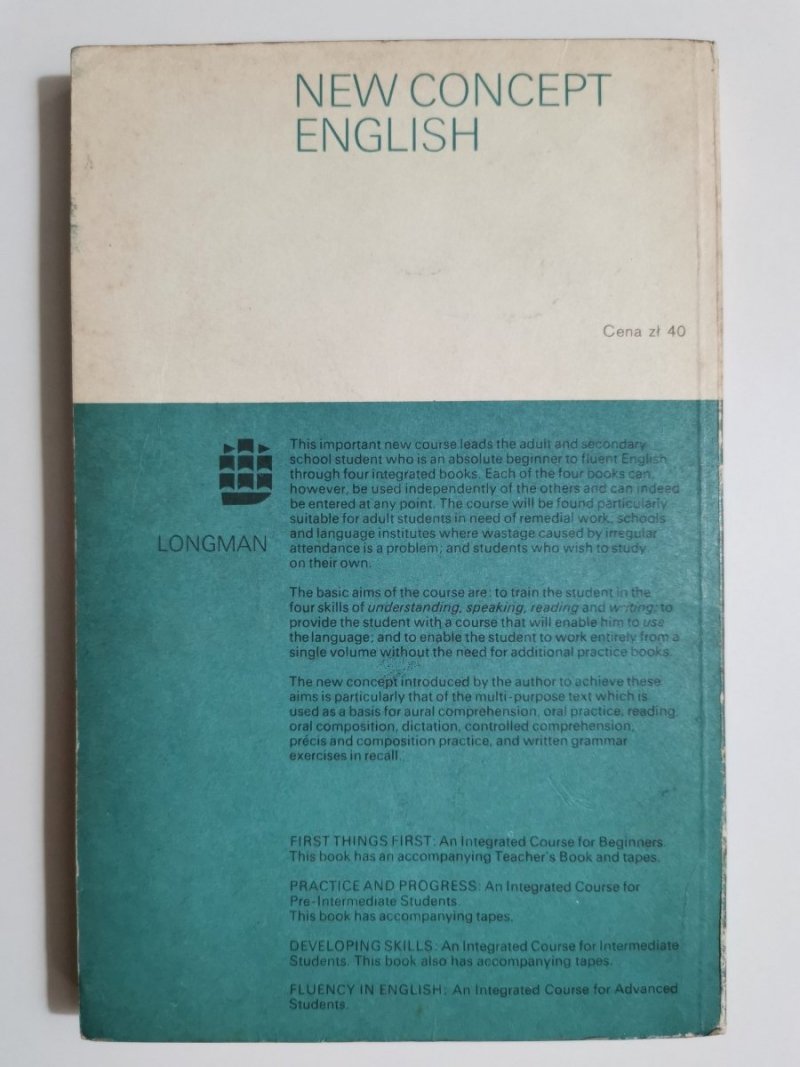 NEW CONCEPT
ENGLISH
Cena zł 40
This important new course leads the adult and secondary
school student who is an absolute beginner to fluent English
through four integrated books. Each of the four books can,
however, be used independently of the others and can indeed
be entered at any point. The course will be found particularly
suitable for adult students in need of remedial work, schools
and language institutes where wastage caused by irregular
attendance is a problem; and students who wish to study
on their own.
LONGMAN
The basic aims of the course are: to train the student in the
four skills of understanding, speaking, reading and writing; to
provide the student with a course that will enable him to use
the language; and to enable the student to work entirely from a
single volume without the need for additional practice books.
The new concept introduced by the author to achieve these
aims is particularly that of the multi-purpose text which is
used as a basis for aural comprehension, oral practice, reading,
oral composition, dictation, controlled comprehension,
précis and composition practice, and written grammar
exercises in recall.
FIRST THINGS FIRST: An Integrated Course for Beginners.
This book has an accompanying Teacher's Book and tapes.
PRACTICE AND PROGRESS: An Integrated Course for
Pre-Intermediate Students.
This book has accompanying tapes.
DEVELOPING SKILLS: An Integrated Course for Intermediate
Students. This book also has accompanying tapes.
FLUENCY IN ENGLISH: An Integrated Course for Advanced
Students.